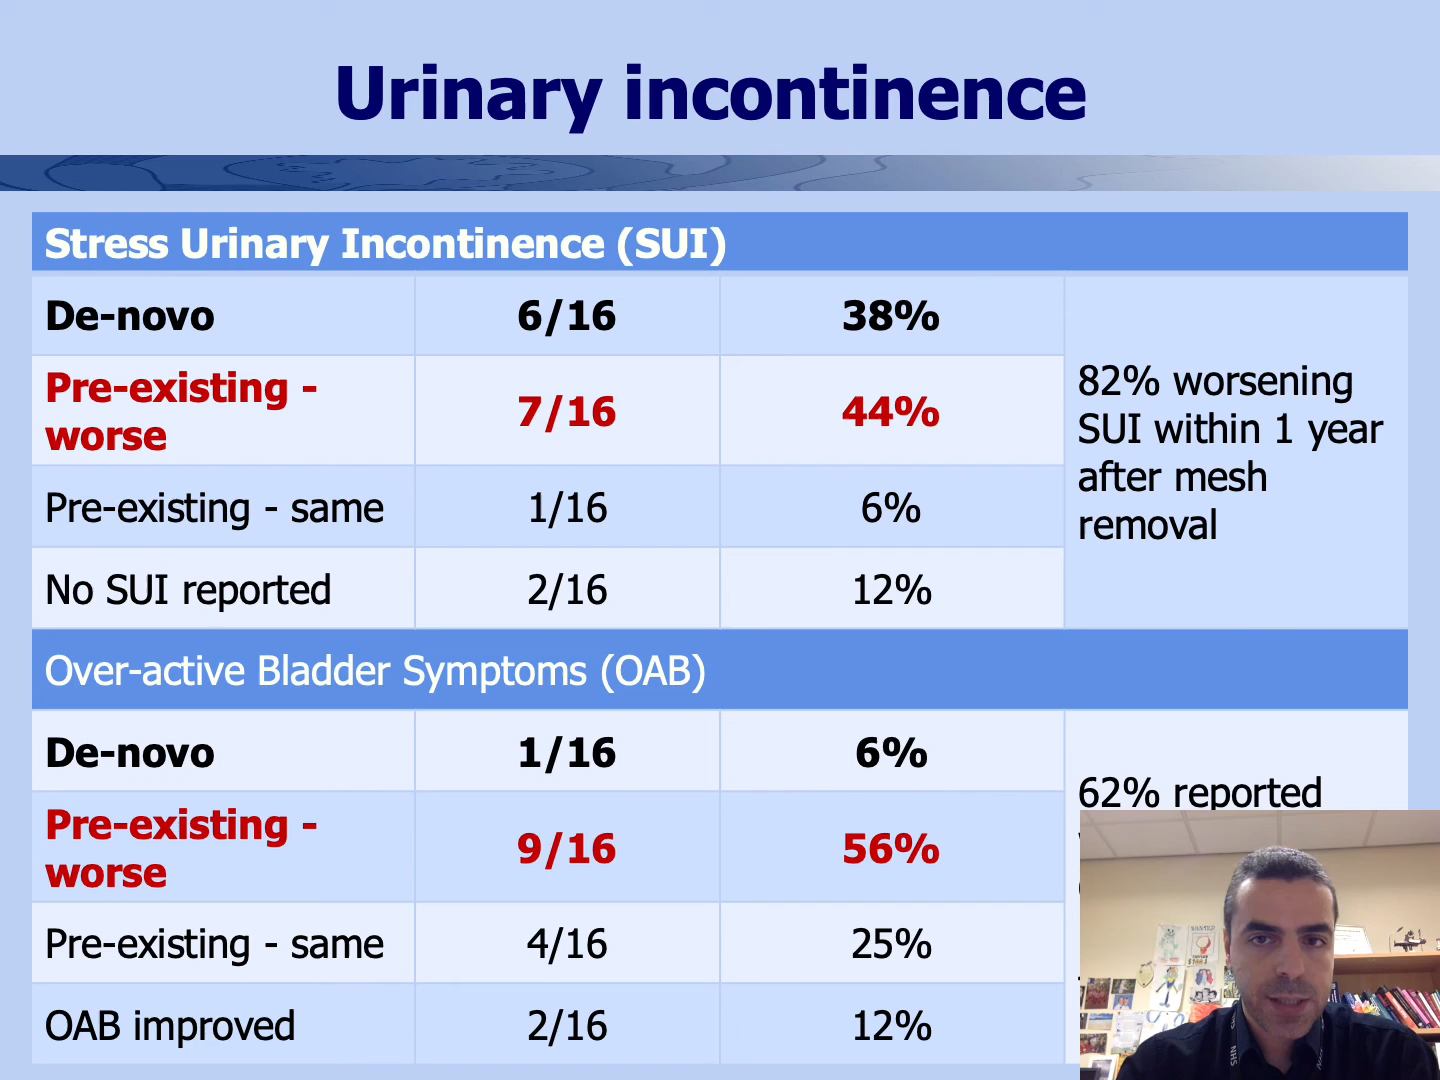 Urinary incontinence
Stress Urinary Incontinence (SUI)
De-novo 6/16 38%
Pre-existing - worse 7/16 44%
82% worsening
SUI within 1 year
after mesh
removal
Pre-existing - same 1/16 6%
No SUI reported 2/16 12%
Over-active Bladder Symptoms (OAB)
De-novo 1/16 6%
62% reported
Pre-existing - worse 9/16 56%
Pre-existing - same 4/16 25%
OAB improved 2/16 12%
WANTED
NHS